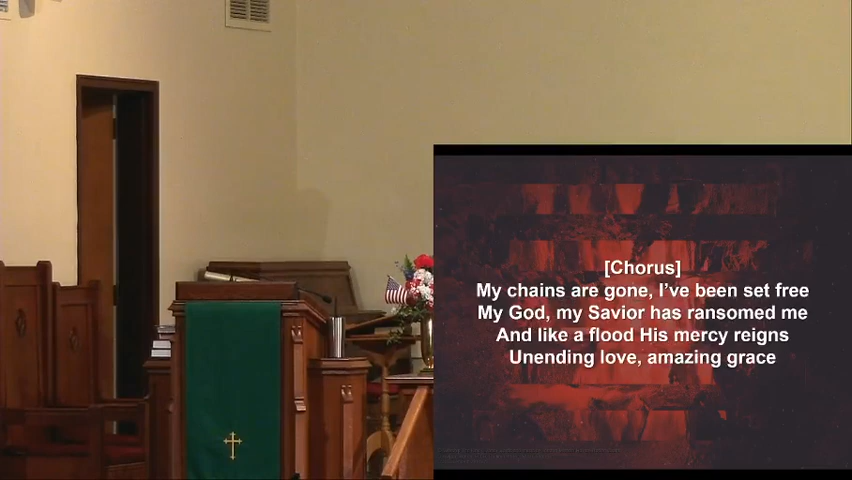 [Chorus]
My chains are gone, I've been set free
My God, my Savior has ransomed me
And like a flood His mercy reigns
Unending love, amazing grace